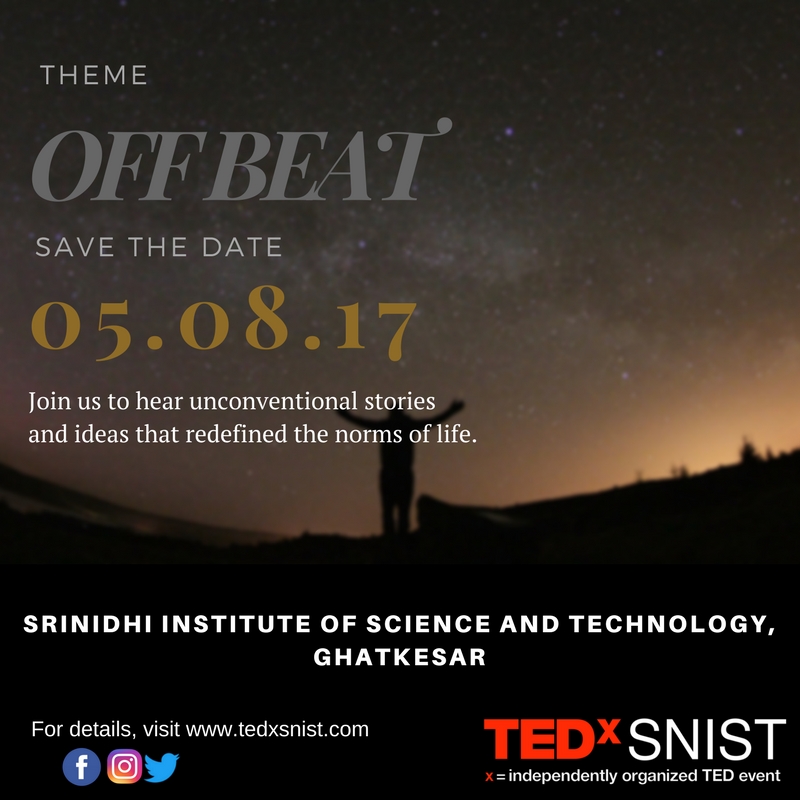 THEME
OFF BEAT
SAVE THE DATE
05.08.17
Join us to hear unconventional stories
and ideas that redefined the norms of life.
SRINIDHI INSTITUTE OF SCIENCE AND TECHNOLOGY,
GHATKESAR
For details, visit www.tedxsnist.com
TEDx SNIST
x = independently organized TED event